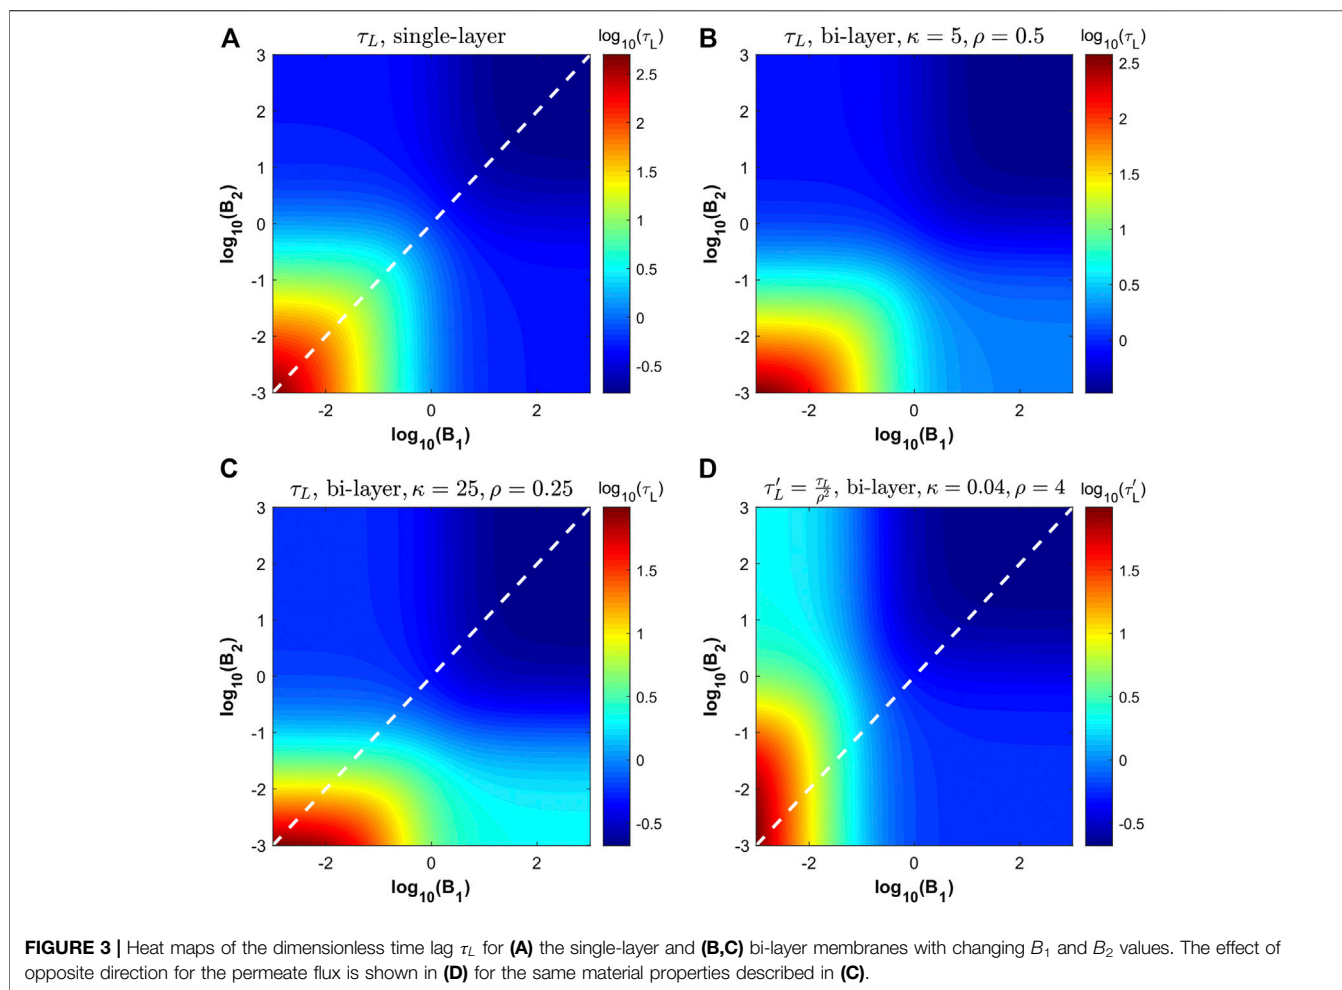 A
τ_L, single-layer
log10(τL)
3
2
1
0
-1
-2
-3
-2
0
2
log10(B1)
log10(B2)
2.5
2
1.5
1
0.5
0
-0.5
B
τ_L, bi-layer, κ = 5, ρ = 0.5
log10(τL)
3
2
1
0
-1
-2
-3
-2
0
2
log10(B1)
log10(B2)
2.5
2
1.5
1
0.5
0
C
τ_L, bi-layer, κ = 25, ρ = 0.25
log10(τL)
3
2
1
0
-1
-2
-3
-2
0
2
log10(B1)
log10(B2)
1.5
1
0.5
0
-0.5
D
τ'_L = τ_L/ρ², bi-layer, κ = 0.04, ρ = 4
log10(τ'L)
3
2
1
0
-1
-2
-3
-2
0
2
log10(B1)
log10(B2)
1.5
1
0.5
0
-0.5
FIGURE 3 | Heat maps of the dimensionless time lag τL for (A) the single-layer and (B,C) bi-layer membranes with changing B1 and B2 values. The effect of
opposite direction for the permeate flux is shown in (D) for the same material properties described in (C).